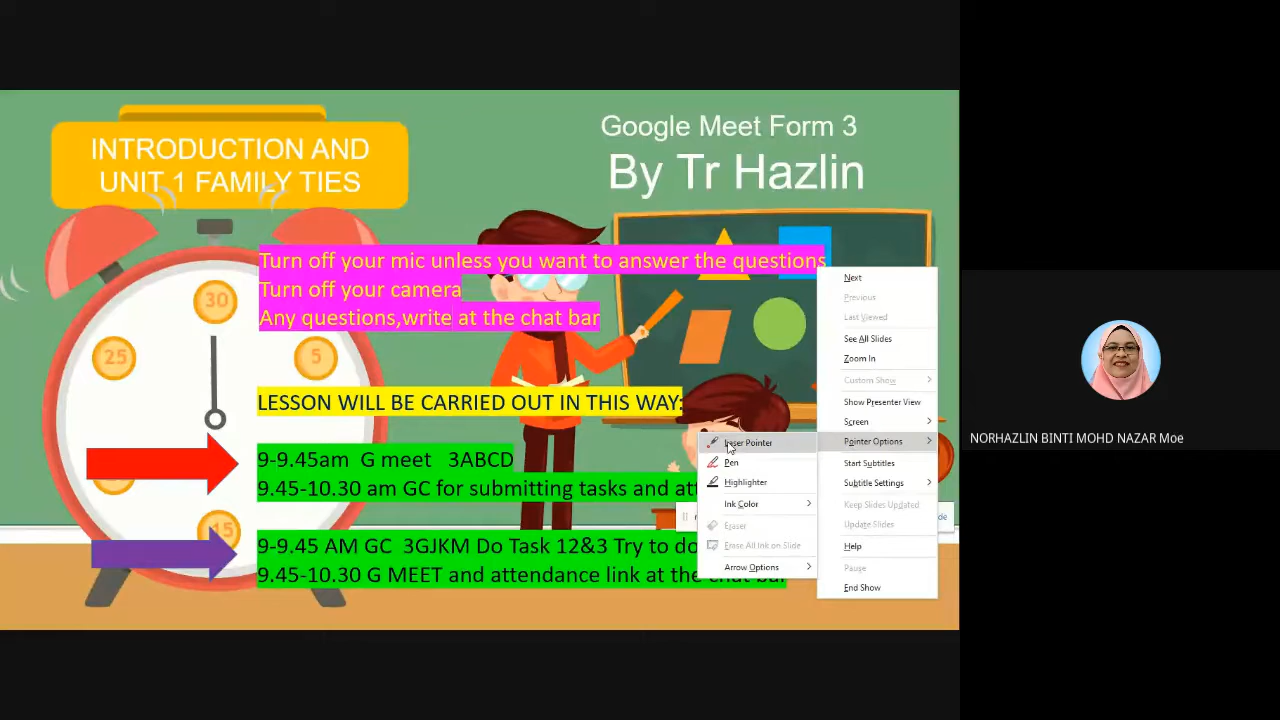 INTRODUCTION AND
UNIT 1 FAMILY TIES
Google Meet Form 3
By Tr Hazlin
30
25
5
15
Turn off your mic unless you want to answer the questions
Turn off your camera
Any questions,write at the chat bar
LESSON WILL BE CARRIED OUT IN THIS WAY:
9-9.45am G meet 3ABCD
9.45-10.30 am GC for submitting tasks and
9-9.45 AM GC 3GJKM Do Task 12&3 Try to do
9.45-10.30 G MEET and attendance link at the chat bar
Next
Previous
Last Viewed
See All Slides
Zoom In
Custom Show
Show Presenter View
Screen
Pointer Options
Start Subtitles
Subtitle Settings
Keep Slides Updated
Update Slides
Help
Pause
End Show
Laser Pointer
Pen
Highlighter
Ink Color
Eraser
Erase All Ink on Slide
Arrow Options
NORHAZLIN BINTI MOHD NAZAR Moe